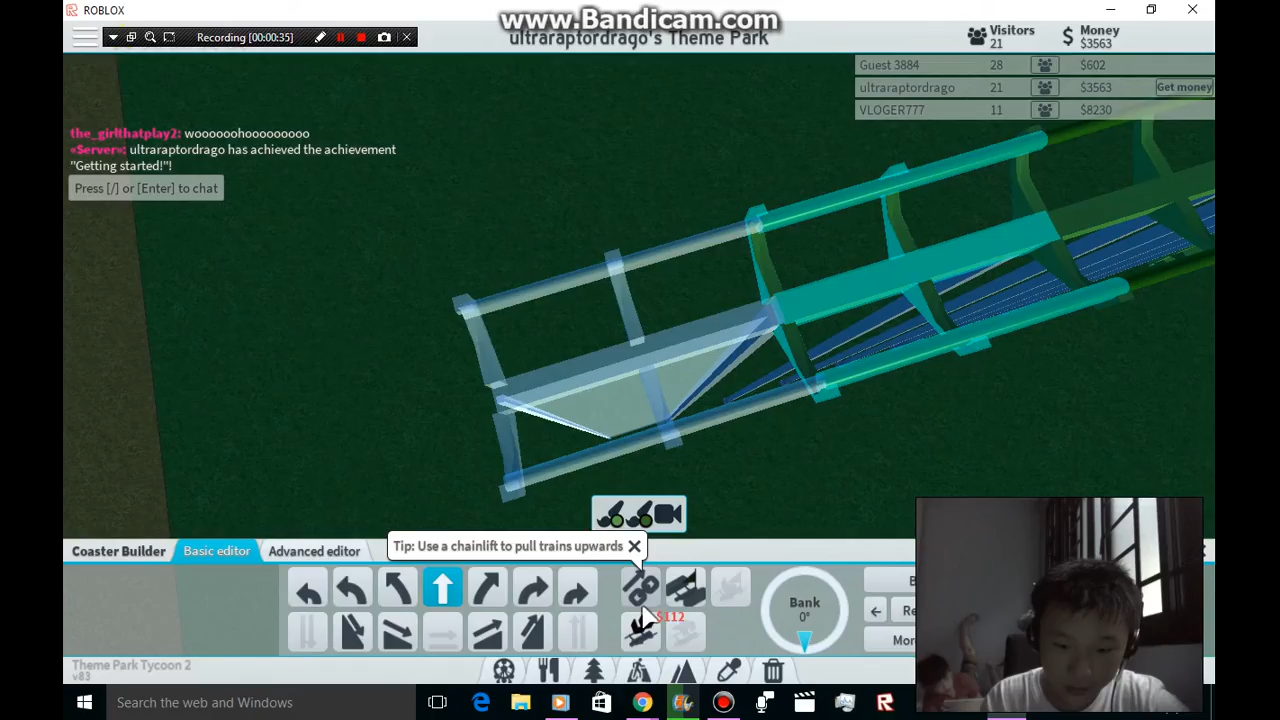 ROBLOX
www.Bandicam.com
Recording [00:00:35]
ultraraptordrago's Theme Park
Visitors
21
Money
$3563
Guest 3884 28 $602
ultraraptordrago 21 $3563 Get money
VLOGER777 11 $8230
the_girlthatplay2: woooooohooooooooo
«Server»: ultraraptordrago has achieved the achievement
"Getting started!"!
Press [/] or [Enter] to chat
Tip: Use a chainlift to pull trains upwards
Coaster Builder Basic editor Advanced editor
$112
Bank
0°
Theme Park Tycoon 2
v83
Search the web and Windows